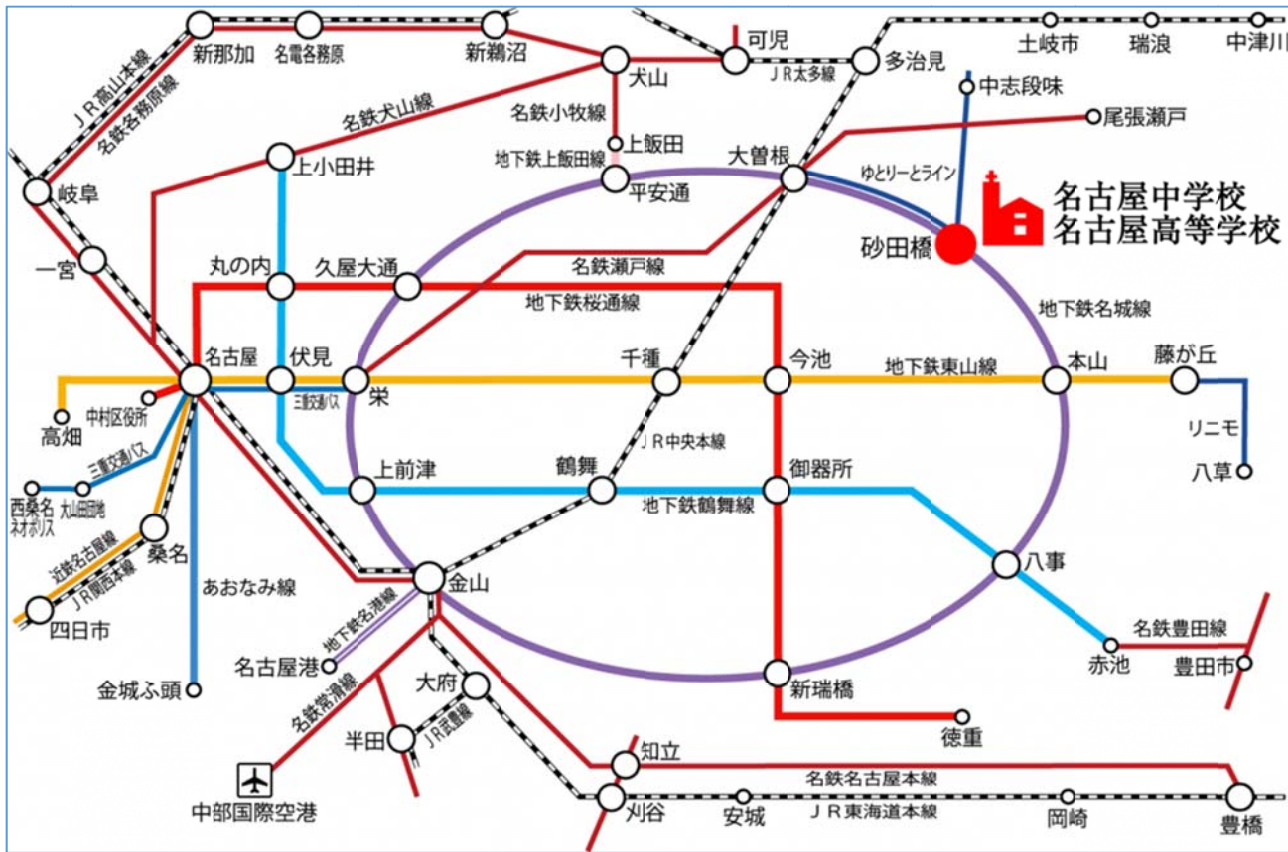 新那加
名電各務原
新鵜沼
犬山
可児
JR太多線
多治見
土岐市
瑞浪
中津川
JR高山本線
名鉄各務原線
名鉄犬山線
名鉄小牧線
中志段味
尾張瀬戸
上飯田
地下鉄上飯田線
大曽根
ゆとりーとライン
上小田井
平安通
岐阜
名古屋中学校
名古屋高等学校
砂田橋
一宮
丸の内
久屋大通
名鉄瀬戸線
地下鉄桜通線
地下鉄名城線
名古屋
伏見
千種
今池
地下鉄東山線
本山
藤が丘
三重交通バス
栄
中村区役所
高畑
リニモ
三重交通バス
JR中央本線
八草
上前津
鶴舞
御器所
地下鉄鶴舞線
西桑名
ネオポリス
大山田団地
桑名
近鉄名古屋線
JR関西本線
あおなみ線
金山
八事
四日市
地下鉄名港線
名鉄豊田線
名古屋港
赤池
豊田市
金城ふ頭
大府
新瑞橋
名鉄常滑線
半田
JR武豊線
徳重
知立
名鉄名古屋本線
中部国際空港
刈谷
安城
JR東海道本線
岡崎
豊橋